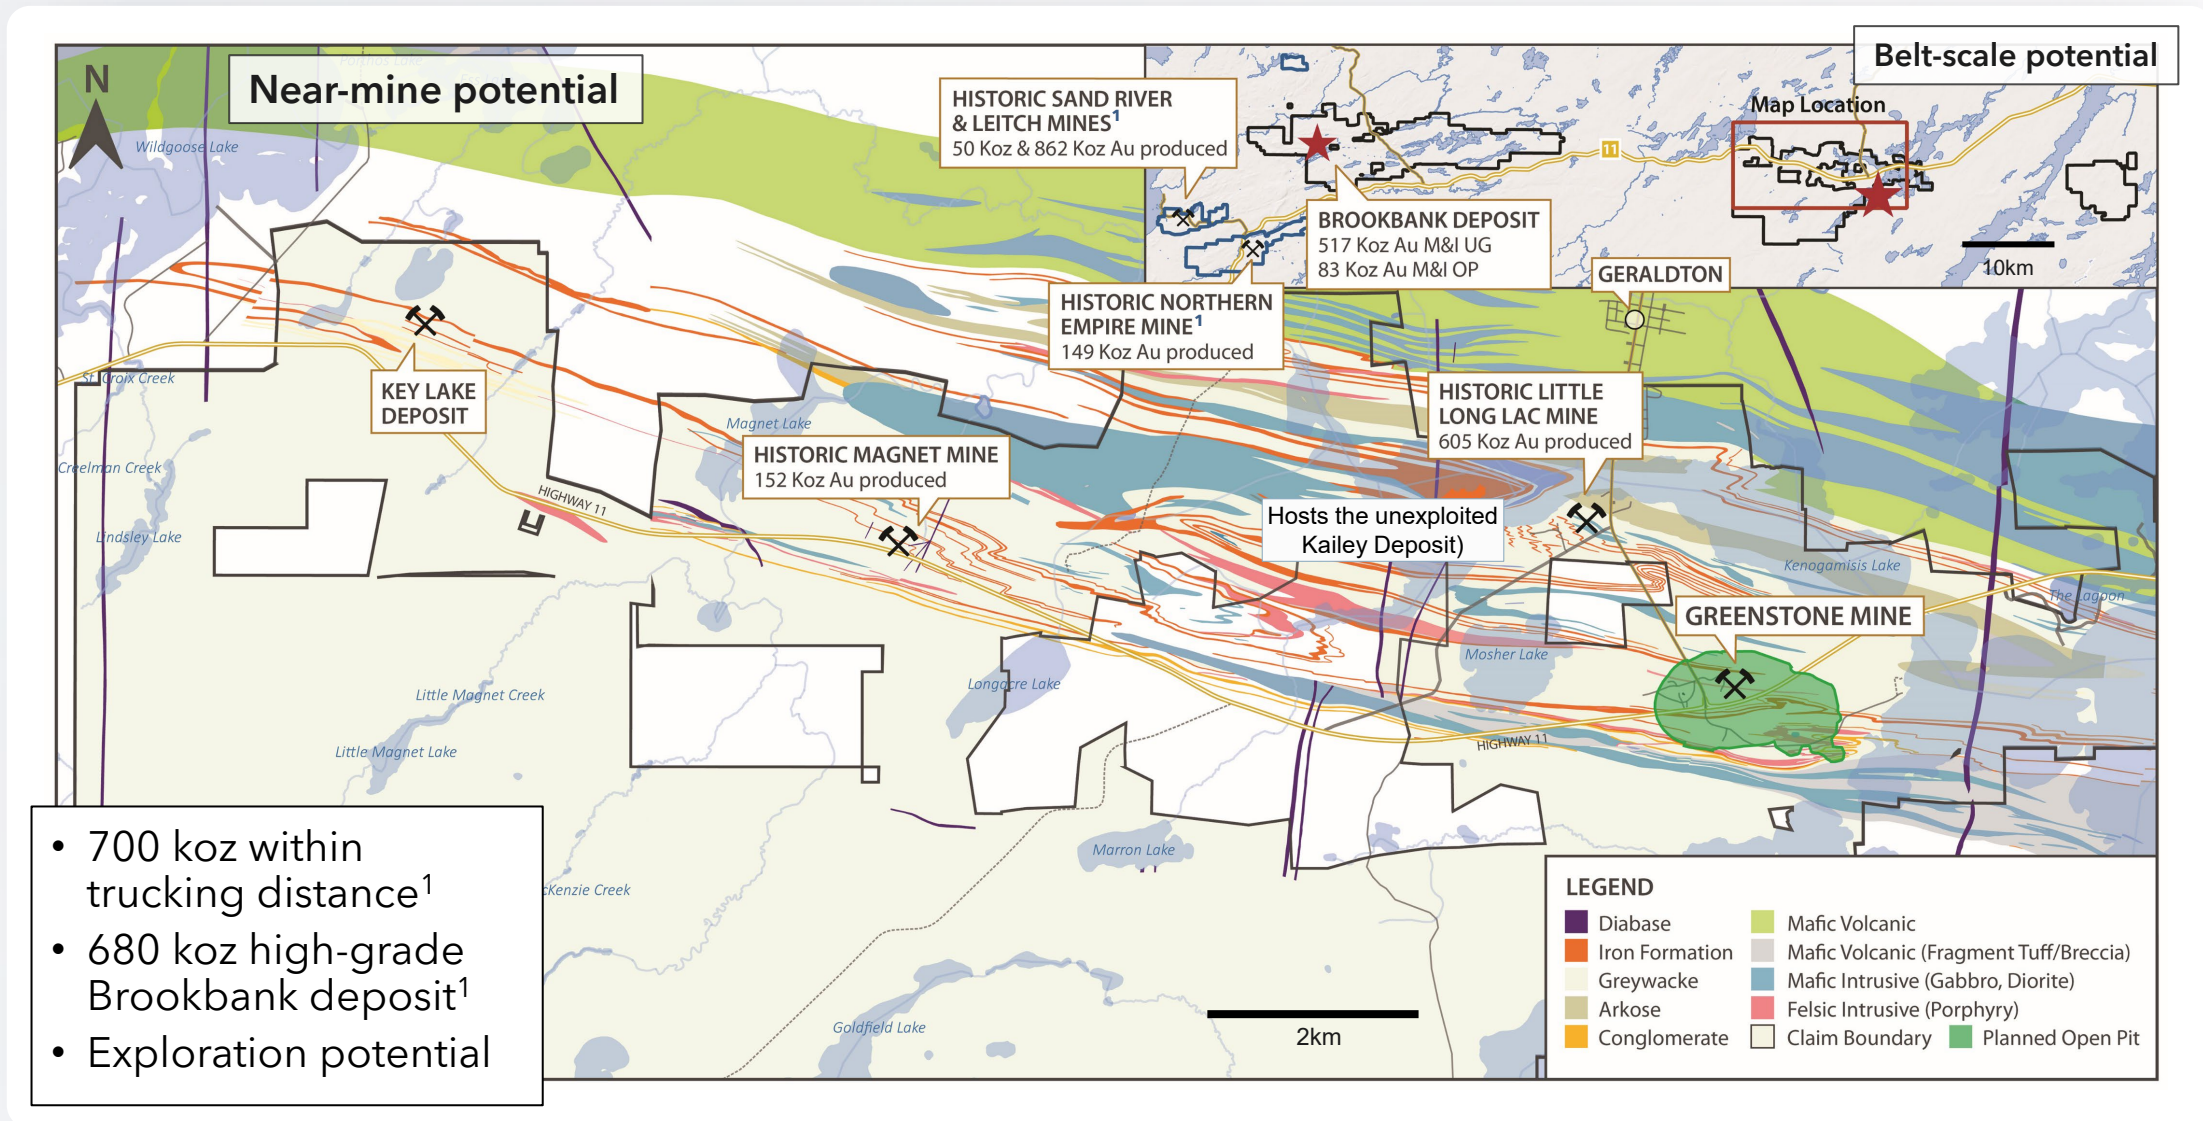 Near-mine potential
Belt-scale potential
N
Wildgoose Lake
HISTORIC SAND RIVER
& LEITCH MINES1
50 Koz & 862 Koz Au produced
Map Location
11
BROOKBANK DEPOSIT
517 Koz Au M&I UG
83 Koz Au M&I OP
10km
GERALDTON
HISTORIC NORTHERN
EMPIRE MINE1
149 Koz Au produced
St. Croix Creek
KEY LAKE
DEPOSIT
HISTORIC LITTLE
LONG LAC MINE
605 Koz Au produced
Magnet Lake
HISTORIC MAGNET MINE
152 Koz Au produced
Creelman Creek
HIGHWAY 11
Lindsley Lake
Hosts the unexploited
Kailey Deposit)
Kenogamisis Lake
The Lagoon
GREENSTONE MINE
Mosher Lake
Longacre Lake
Little Magnet Creek
Little Magnet Lake
HIGHWAY 11
Marron Lake
• 700 koz within
trucking distance1
• 680 koz high-grade
Brookbank deposit1
• Exploration potential
cKenzie Creek
Goldfield Lake
2km
LEGEND
Diabase
Iron Formation
Greywacke
Arkose
Conglomerate
Mafic Volcanic
Mafic Volcanic (Fragment Tuff/Breccia)
Mafic Intrusive (Gabbro, Diorite)
Felsic Intrusive (Porphyry)
Claim Boundary
Planned Open Pit